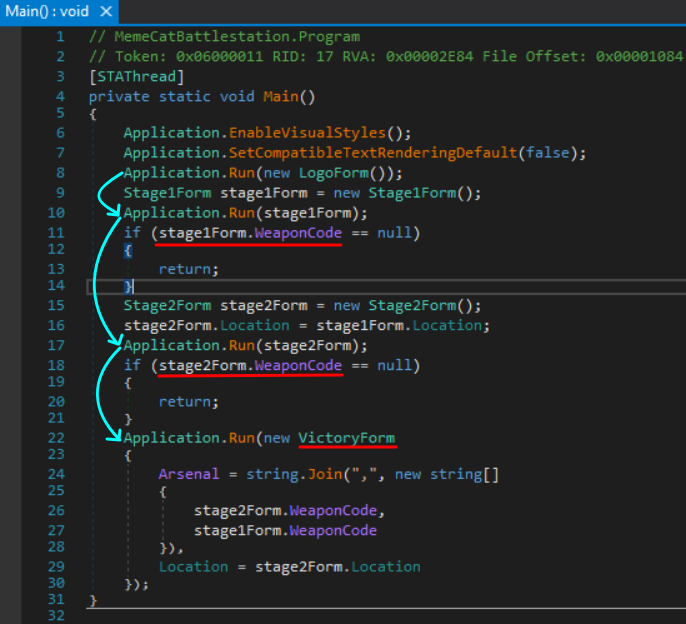 Main() : void ×
1 // MemeCatBattlestation.Program
2 // Token: 0x06000011 RID: 17 RVA: 0x00002E84 File Offset: 0x00001084
3 [STAThread]
4 private static void Main()
5 {
6 Application.EnableVisualStyles();
7 Application.SetCompatibleTextRenderingDefault(false);
8 Application.Run(new LogoForm());
9 Stage1Form stage1Form = new Stage1Form();
10 Application.Run(stage1Form);
11 if (stage1Form.WeaponCode == null)
12 {
13 return;
14 }
15 Stage2Form stage2Form = new Stage2Form();
16 stage2Form.Location = stage1Form.Location;
17 Application.Run(stage2Form);
18 if (stage2Form.WeaponCode == null)
19 {
20 return;
21 }
22 Application.Run(new VictoryForm
23 {
24 Arsenal = string.Join(",", new string[]
25 {
26 stage2Form.WeaponCode,
27 stage1Form.WeaponCode
28 }),
29 Location = stage2Form.Location
30 });
31 }
32